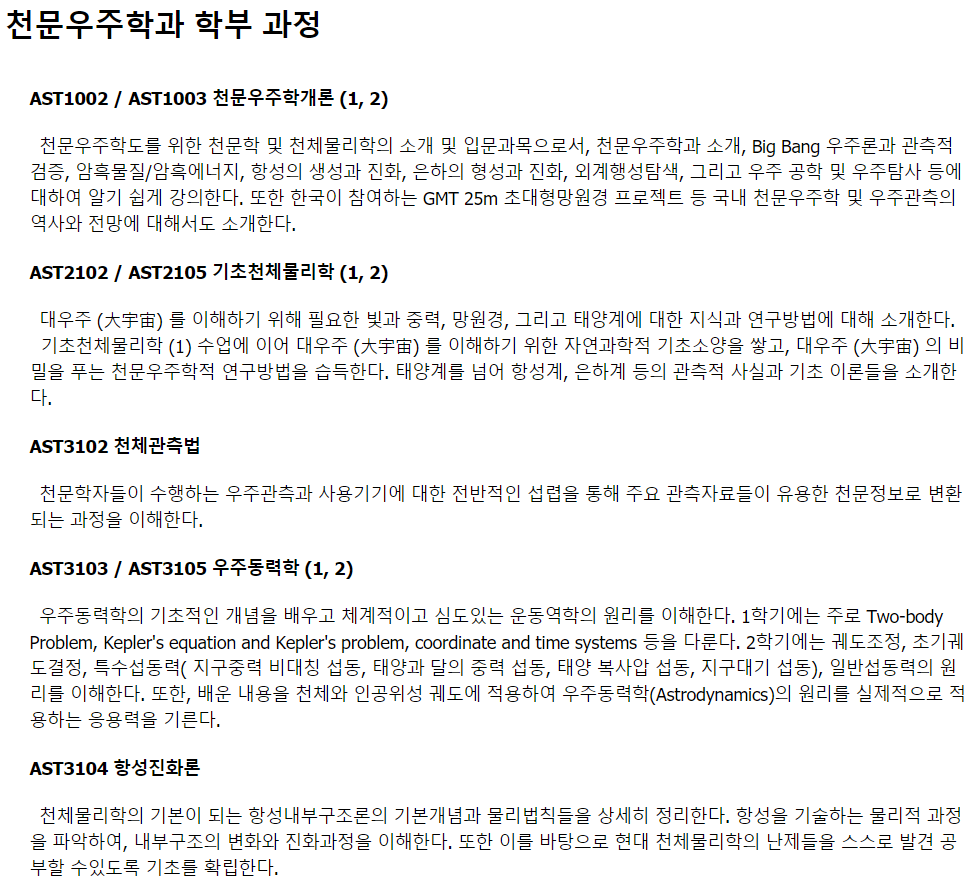 천문우주학과 학부 과정
AST1002 / AST1003 천문우주학개론 (1, 2)
천문우주학도를 위한 천문학 및 천체물리학의 소개 및 입문과목으로서, 천문우주학과 소개, Big Bang 우주론과 관측적
검증, 암흑물질/암흑에너지, 항성의 생성과 진화, 은하의 형성과 진화, 외계행성탐색, 그리고 우주 공학 및 우주탐사 등에
대하여 알기 쉽게 강의한다. 또한 한국이 참여하는 GMT 25m 초대형망원경 프로젝트 등 국내 천문우주학 및 우주관측의
역사와 전망에 대해서도 소개한다.
AST2102 / AST2105 기초천체물리학 (1, 2)
대우주 (大宇宙) 를 이해하기 위해 필요한 빛과 중력, 망원경, 그리고 태양계에 대한 지식과 연구방법에 대해 소개한다.
기초천체물리학 (1) 수업에 이어 대우주 (大宇宙) 를 이해하기 위한 자연과학적 기초소양을 쌓고, 대우주 (大宇宙) 의 비
밀을 푸는 천문우주학적 연구방법을 습득한다. 태양계를 넘어 항성계, 은하계 등의 관측적 사실과 기초 이론들을 소개한
다.
AST3102 천체관측법
천문학자들이 수행하는 우주관측과 사용기기에 대한 전반적인 섭렵을 통해 주요 관측자료들이 유용한 천문정보로 변환
되는 과정을 이해한다.
AST3103 / AST3105 우주동력학 (1, 2)
우주동력학의 기초적인 개념을 배우고 체계적이고 심도있는 운동역학의 원리를 이해한다. 1학기에는 주로 Two-body
Problem, Kepler's equation and Kepler's problem, coordinate and time systems 등을 다룬다. 2학기에는 궤도조정, 초기궤
도결정, 특수섭동력( 지구중력 비대칭 섭동, 태양과 달의 중력 섭동, 태양 복사압 섭동, 지구대기 섭동), 일반섭동력의 원
리를 이해한다. 또한, 배운 내용을 천체와 인공위성 궤도에 적용하여 우주동력학(Astrodynamics)의 원리를 실제적으로 적
용하는 응용력을 기른다.
AST3104 항성진화론
천체물리학의 기본이 되는 항성내부구조론의 기본개념과 물리법칙들을 상세히 정리한다. 항성을 기술하는 물리적 과정
을 파악하여, 내부구조의 변화와 진화과정을 이해한다. 또한 이를 바탕으로 현대 천체물리학의 난제들을 스스로 발견 공
부할 수있도록 기초를 확립한다.